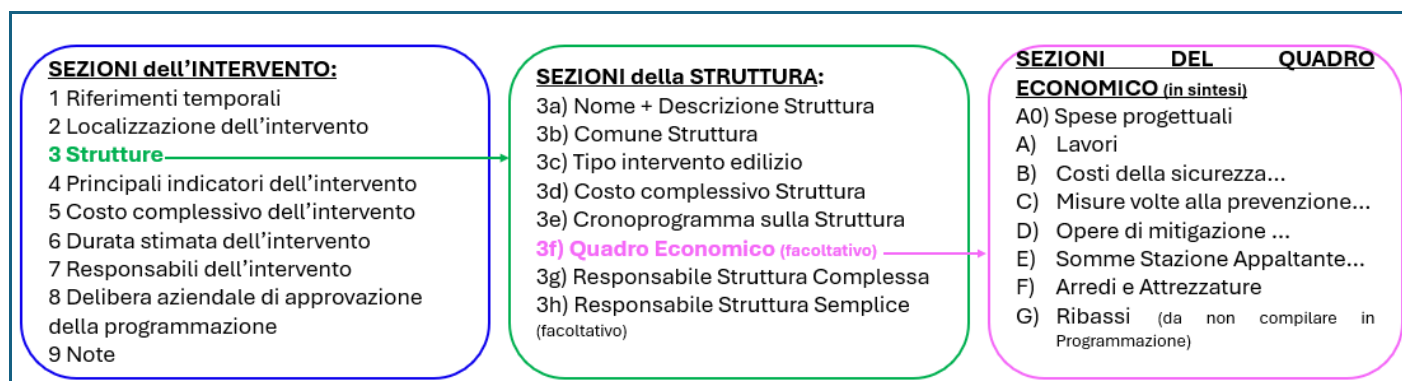 SEZIONI dell’INTERVENTO:
1 Riferimenti temporali
2 Localizzazione dell’intervento
3 Strutture
4 Principali indicatori dell’intervento
5 Costo complessivo dell’intervento
6 Durata stimata dell’intervento
7 Responsabili dell’intervento
8 Delibera aziendale di approvazione
della programmazione
9 Note
SEZIONI della STRUTTURA:
3a) Nome + Descrizione Struttura
3b) Comune Struttura
3c) Tipo intervento edilizio
3d) Costo complessivo Struttura
3e) Cronoprogramma sulla Struttura
3f) Quadro Economico (facoltativo)
3g) Responsabile Struttura Complessa
3h) Responsabile Struttura Semplice
(facoltativo)
SEZIONI DEL QUADRO
ECONOMICO (in sintesi)
A0) Spese progettuali
A) Lavori
B) Costi della sicurezza...
C) Misure volte alla prevenzione...
D) Opere di mitigazione ...
E) Somme Stazione Appaltante...
F) Arredi e Attrezzature
G) Ribassi (da non compilare in
Programmazione)